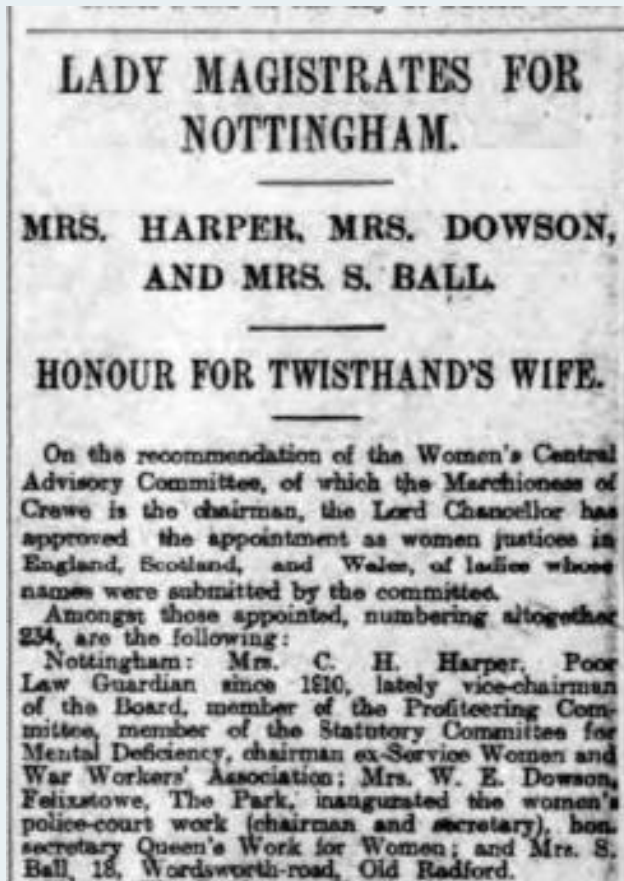 LADY MAGISTRATES FOR
NOTTINGHAM.
MRS. HARPER, MRS. DOWSON,
AND MRS. S. BALL.
HONOUR FOR TWISTHAND'S WIFE.
On the recommendation of the Women's Central
Advisory Committee, of which the Marchioness of
Crewe is the chairman, the Lord Chancellor has
approved the appointment as women justices in
England, Scotland, and Wales, of ladies whose
names were submitted by the committee.
Amongst those appointed, numbering altogether
234, are the following:
Nottingham: Mrs. C. H. Harper, Poor
Law Guardian since 1910, lately vice-chairman
of the Board, member of the Profiteering Com-
mittee, member of the Statutory Committee for
Mental Deficiency, chairman ex-Service Women and
War Workers' Association; Mrs. W. E. Dowson,
Felixstowe, The Park, inaugurated the women's
police-court work (chairman and secretary), hon.
secretary Queen's Work for Women; and Mrs. S.
Ball, 18, Wordsworth-road, Old Radford.